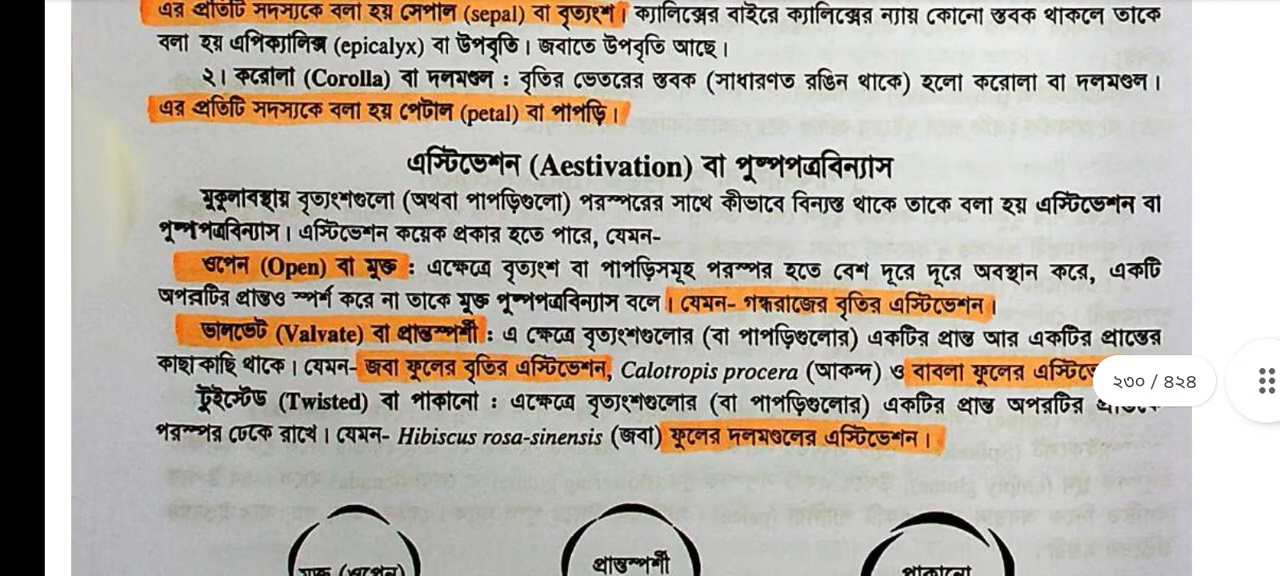 এর প্রতিটি সদস্যকে বলা হয় সেপাল (sepal) বা বৃত্যংশ। ক্যালিক্সের বাইরে ক্যালিক্সের ন্যায় কোনো স্তবক থাকলে তাকে
বলা হয় এপিক্যালিক্স (epicalyx) বা উপবৃতি। জবাতে উপবৃতি আছে।
২। করোলা (Corolla) বা দলমণ্ডল : বৃতির ভেতরের স্তবক (সাধারণত রঙিন থাকে) হলো করোলা বা দলমণ্ডল।
এর প্রতিটি সদস্যকে বলা হয় পেটাল (petal) বা পাপড়ি।
এস্টিভেশন (Aestivation) বা পুষ্পপত্রবিন্যাস
মুকুলাবস্থায় বৃত্যংশগুলো (অথবা পাপড়িগুলো) পরস্পরের সাথে কীভাবে বিন্যস্ত থাকে তাকে বলা হয় এস্টিভেশন বা
পুষ্পপত্রবিন্যাস। এস্টিভেশন কয়েক প্রকার হতে পারে, যেমন-
ওপেন (Open) বা মুক্ত : এক্ষেত্রে বৃত্যংশ বা পাপড়িসমূহ পরস্পর হতে বেশ দূরে দূরে অবস্থান করে, একটি
অপরটির প্রান্তও স্পর্শ করে না তাকে মুক্ত পুষ্পপত্রবিন্যাস বলে। যেমন- গন্ধরাজের বৃতির এস্টিভেশন।
ভালভেট (Valvate) বা প্রান্তস্পর্শী : এ ক্ষেত্রে বৃত্যংশগুলোর (বা পাপড়িগুলোর) একটির প্রান্ত আর একটির প্রান্তের
কাছাকাছি থাকে। যেমন- জবা ফুলের বৃতির এস্টিভেশন, Calotropis procera (আকন্দ) ও বাবলা ফুলের
২৩০ / ৪২৪
টুইস্টেড (Twisted) বা পাকানো : এক্ষেত্রে বৃত্যংশগুলোর (বা পাপড়িগুলোর) একটির প্রান্ত অপরটির
পরস্পর ঢেকে রাখে। যেমন- Hibiscus rosa-sinensis (জবা) ফুলের দলমণ্ডলের এস্টিভেশন।
মুক্ত (ওপেন)
প্রান্তস্পর্শী
পাকানো